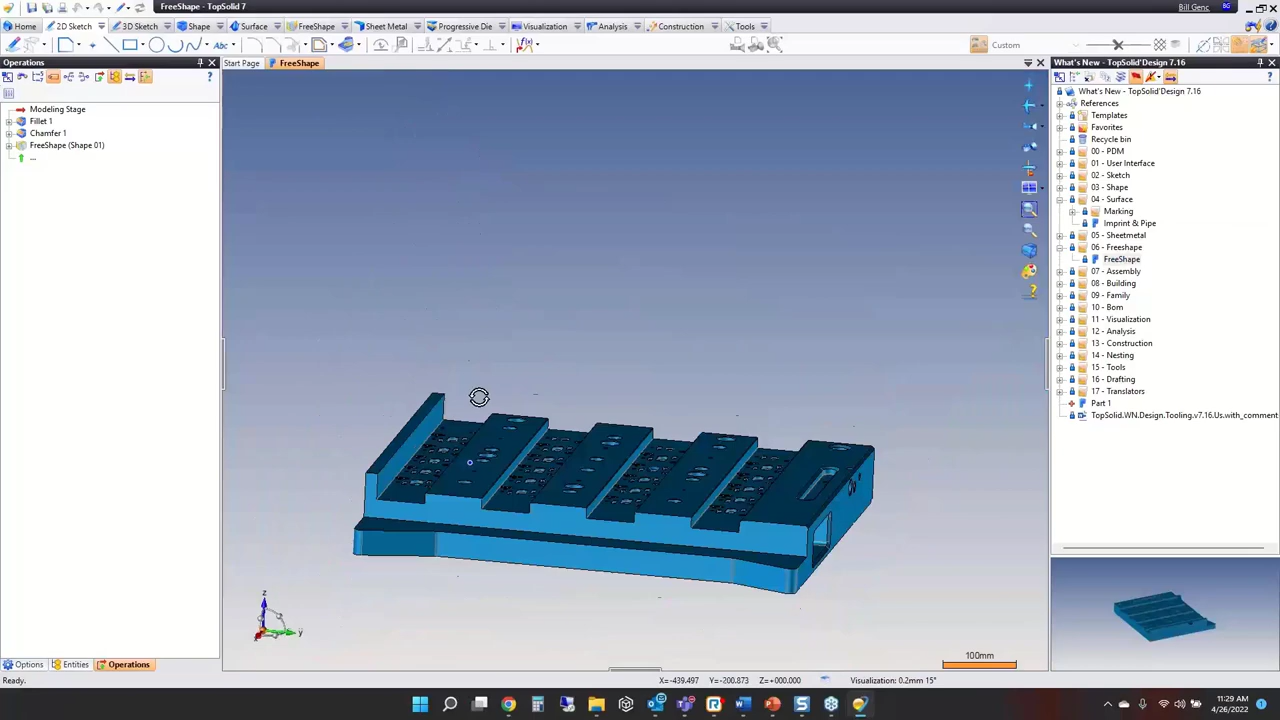 FreeShape - TopSolid 7
Bill Genc
Home
2D Sketch
3D Sketch
Shape
Surface
FreeShape
Sheet Metal
Progressive Die
Visualization
Analysis
Construction
Tools
Abc
f(x)
Custom
Operations
Start Page
FreeShape
What's New - TopSolid'Design 7.16
Modeling Stage
Fillet 1
Chamfer 1
FreeShape (Shape 01)
...
What's New - TopSolid'Design 7.16
References
Templates
Favorites
Recycle bin
00 - PDM
01 - User Interface
02 - Sketch
03 - Shape
04 - Surface
Marking
Imprint & Pipe
05 - Sheetmetal
06 - Freeshape
FreeShape
07 - Assembly
08 - Building
09 - Family
10 - Bom
11 - Visualization
12 - Analysis
13 - Construction
14 - Nesting
15 - Tools
16 - Drafting
17 - Translators
Part 1
TopSolid.WN.Design.Tooling.v7.16.Us.with_comment
z
y
x
100mm
Options
Entities
Operations
Ready.
X=-439.497
Y=-200.873
Z=+000.000
Visualization: 0.2mm 15°
11:29 AM
4/26/2022